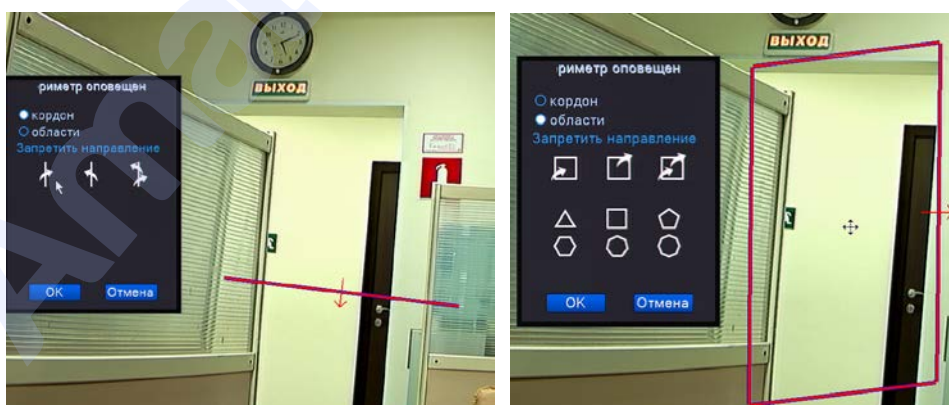 риметр оповещен
кордон
области
Запретить направление
OK
Отмена
ВЫХОД
риметр оповещен
кордон
области
Запретить направление
OK
Отмена
ВЫХОД